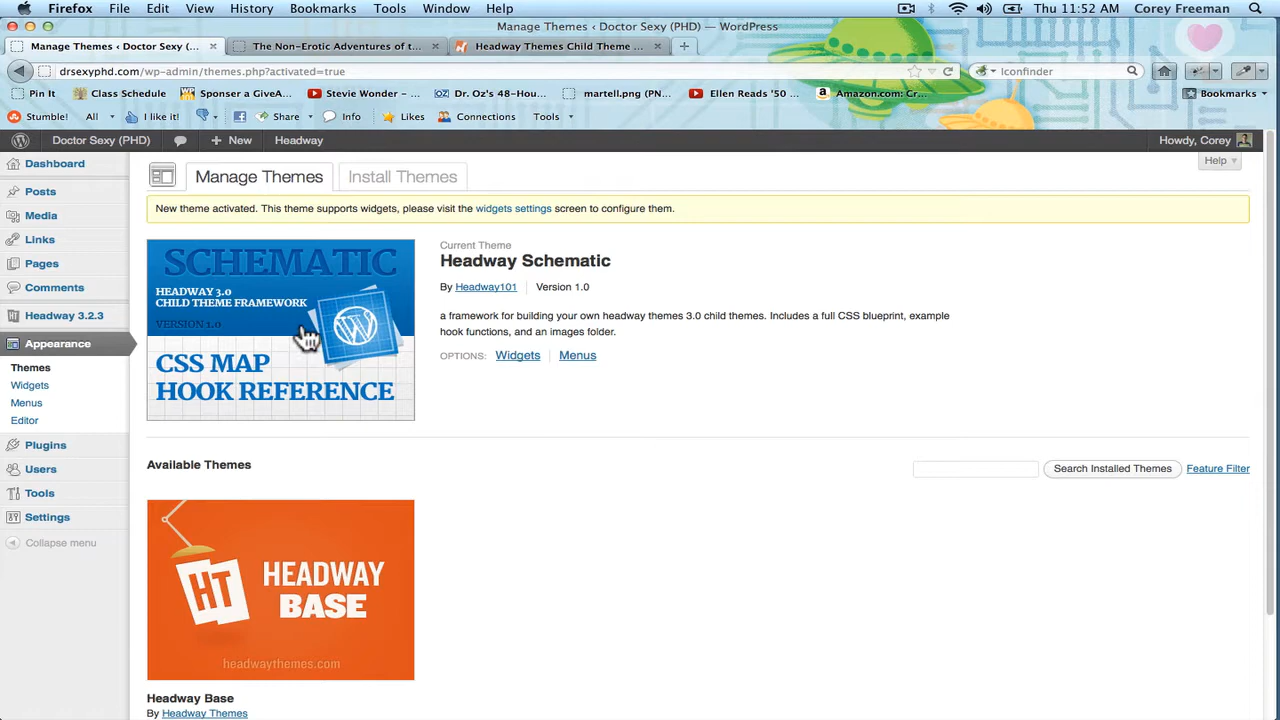 Firefox File Edit View History Bookmarks Tools Window Help Thu 11:52 AM Corey Freeman
Manage Themes ‹ Doctor Sexy (PHD) — WordPress
Manage Themes ‹ Doctor Sexy (... The Non-Erotic Adventures of t... Headway Themes Child Theme ...
drsexyphd.com/wp-admin/themes.php?activated=true Iconfinder
Pin It Class Schedule Sponser a GiveA... Stevie Wonder – ... Dr. Oz's 48-Hou... martell.png (PN... Ellen Reads '50 ... Amazon.com: Cr... Bookmarks
Stumble! All I like it! Share Info Likes Connections Tools
Doctor Sexy (PHD) + New Headway Howdy, Corey
Help
Dashboard
Posts
Media
Links
Pages
Comments
Headway 3.2.3
Appearance
Themes
Widgets
Menus
Editor
Plugins
Users
Tools
Settings
Collapse menu
Manage Themes Install Themes
New theme activated. This theme supports widgets, please visit the widgets settings screen to configure them.
SCHEMATIC
HEADWAY 3.0
CHILD THEME FRAMEWORK
VERSION 1.0
CSS MAP
HOOK REFERENCE
Current Theme
Headway Schematic
By Headway101 Version 1.0
a framework for building your own headway themes 3.0 child themes. Includes a full CSS blueprint, example
hook functions, and an images folder.
OPTIONS: Widgets Menus
Available Themes
Search Installed Themes Feature Filter
HT
HEADWAY
BASE
headwaythemes.com
Headway Base
By Headway Themes